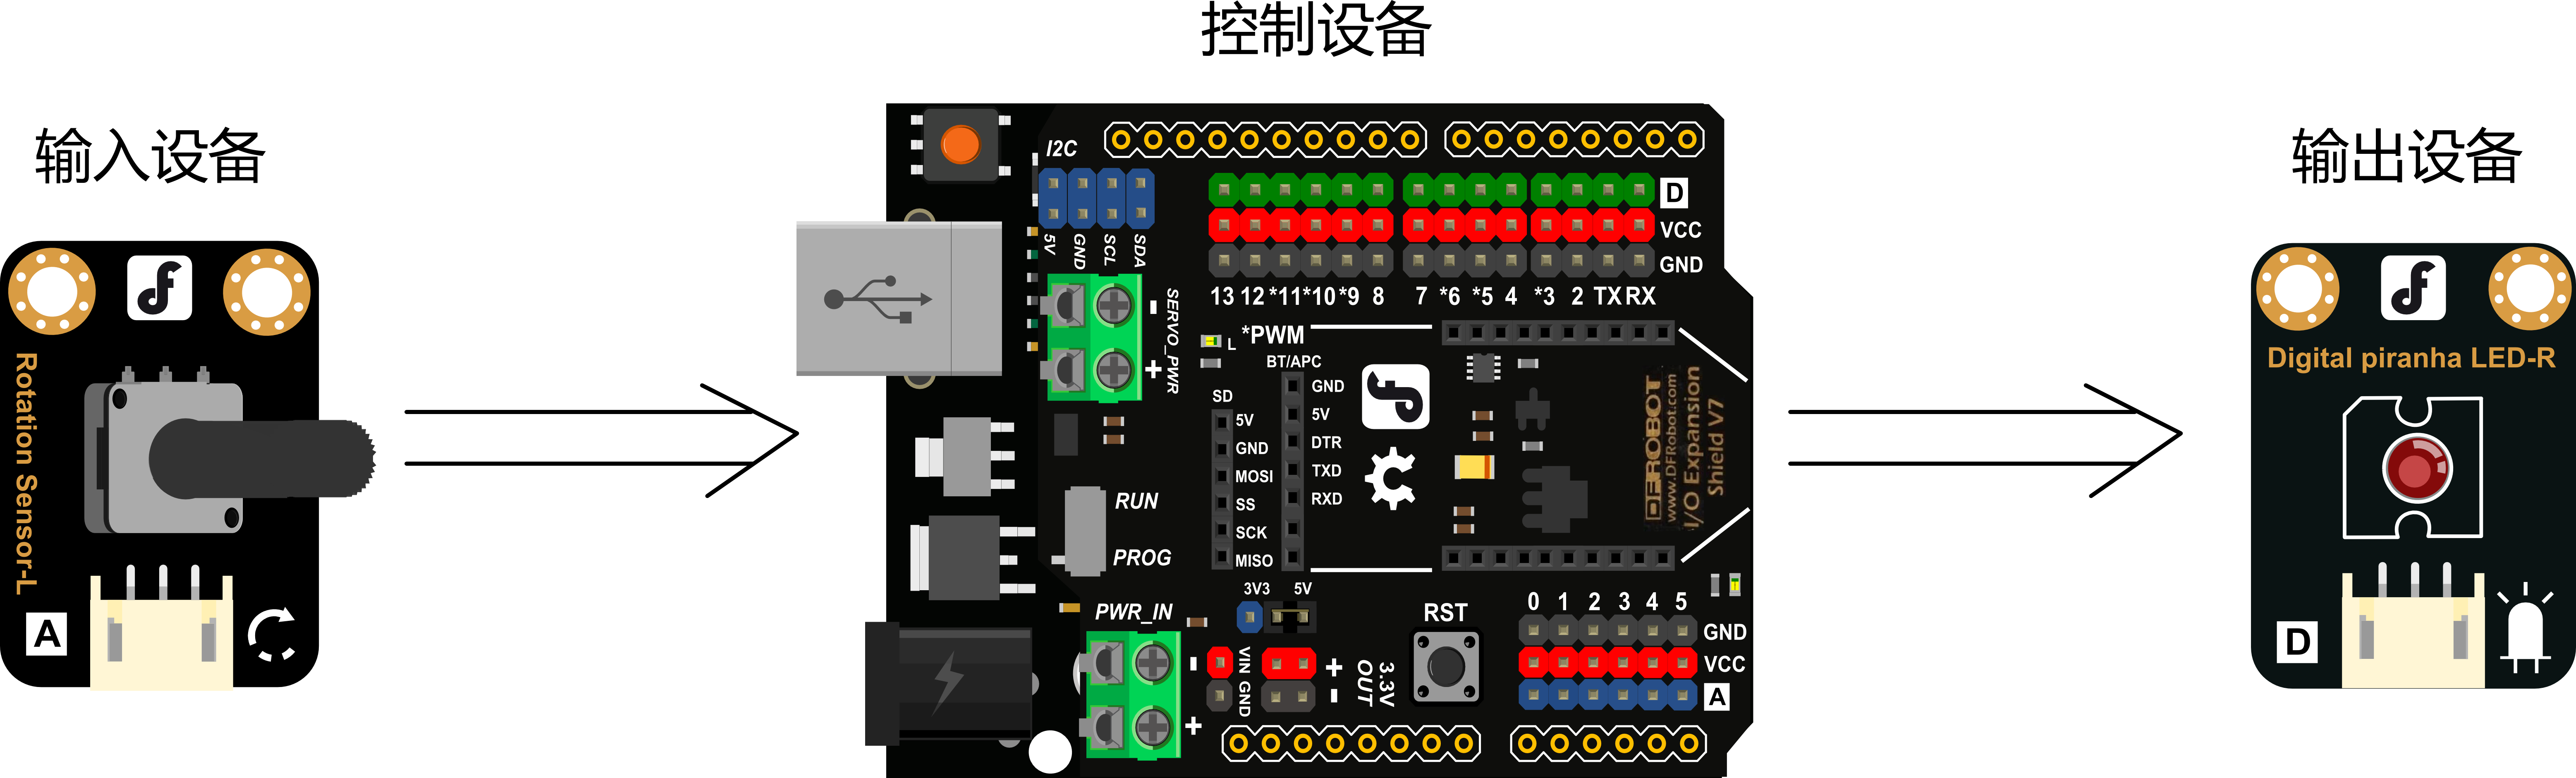 控制设备
输入设备
输出设备
Rotation Sensor-L
A
I2C
5V
GND
SCL
SDA
SERVO_PWR
-
+
D
VCC
GND
13 12 *11 *10 *9 8 7 *6 *5 4 *3 2 TX RX
*PWM
L
BT/APC
GND
5V
DTR
TXD
RXD
SD
5V
GND
MOSI
SS
SCK
MISO
DFROBOT
www.DFRobot.com
I/O Expansion
Shield V7
RUN
PROG
PWR_IN
-
+
3V3 5V
VIN GND
+
-
3.3V
OUT
RST
0 1 2 3 4 5
GND
VCC
A
Digital piranha LED-R
D